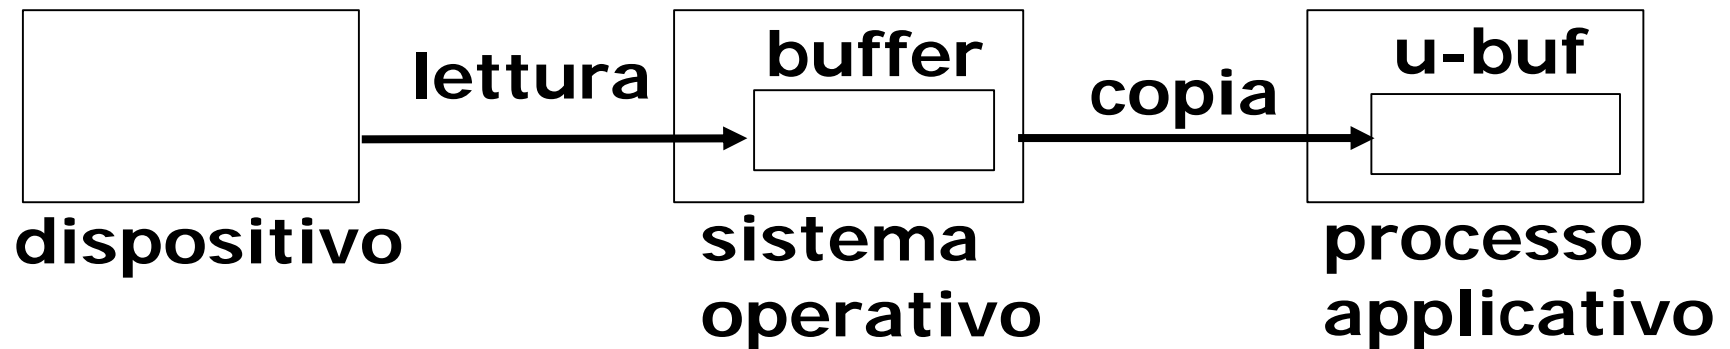 lettura
buffer
copia
u-buf
dispositivo
sistema
operativo
processo
applicativo